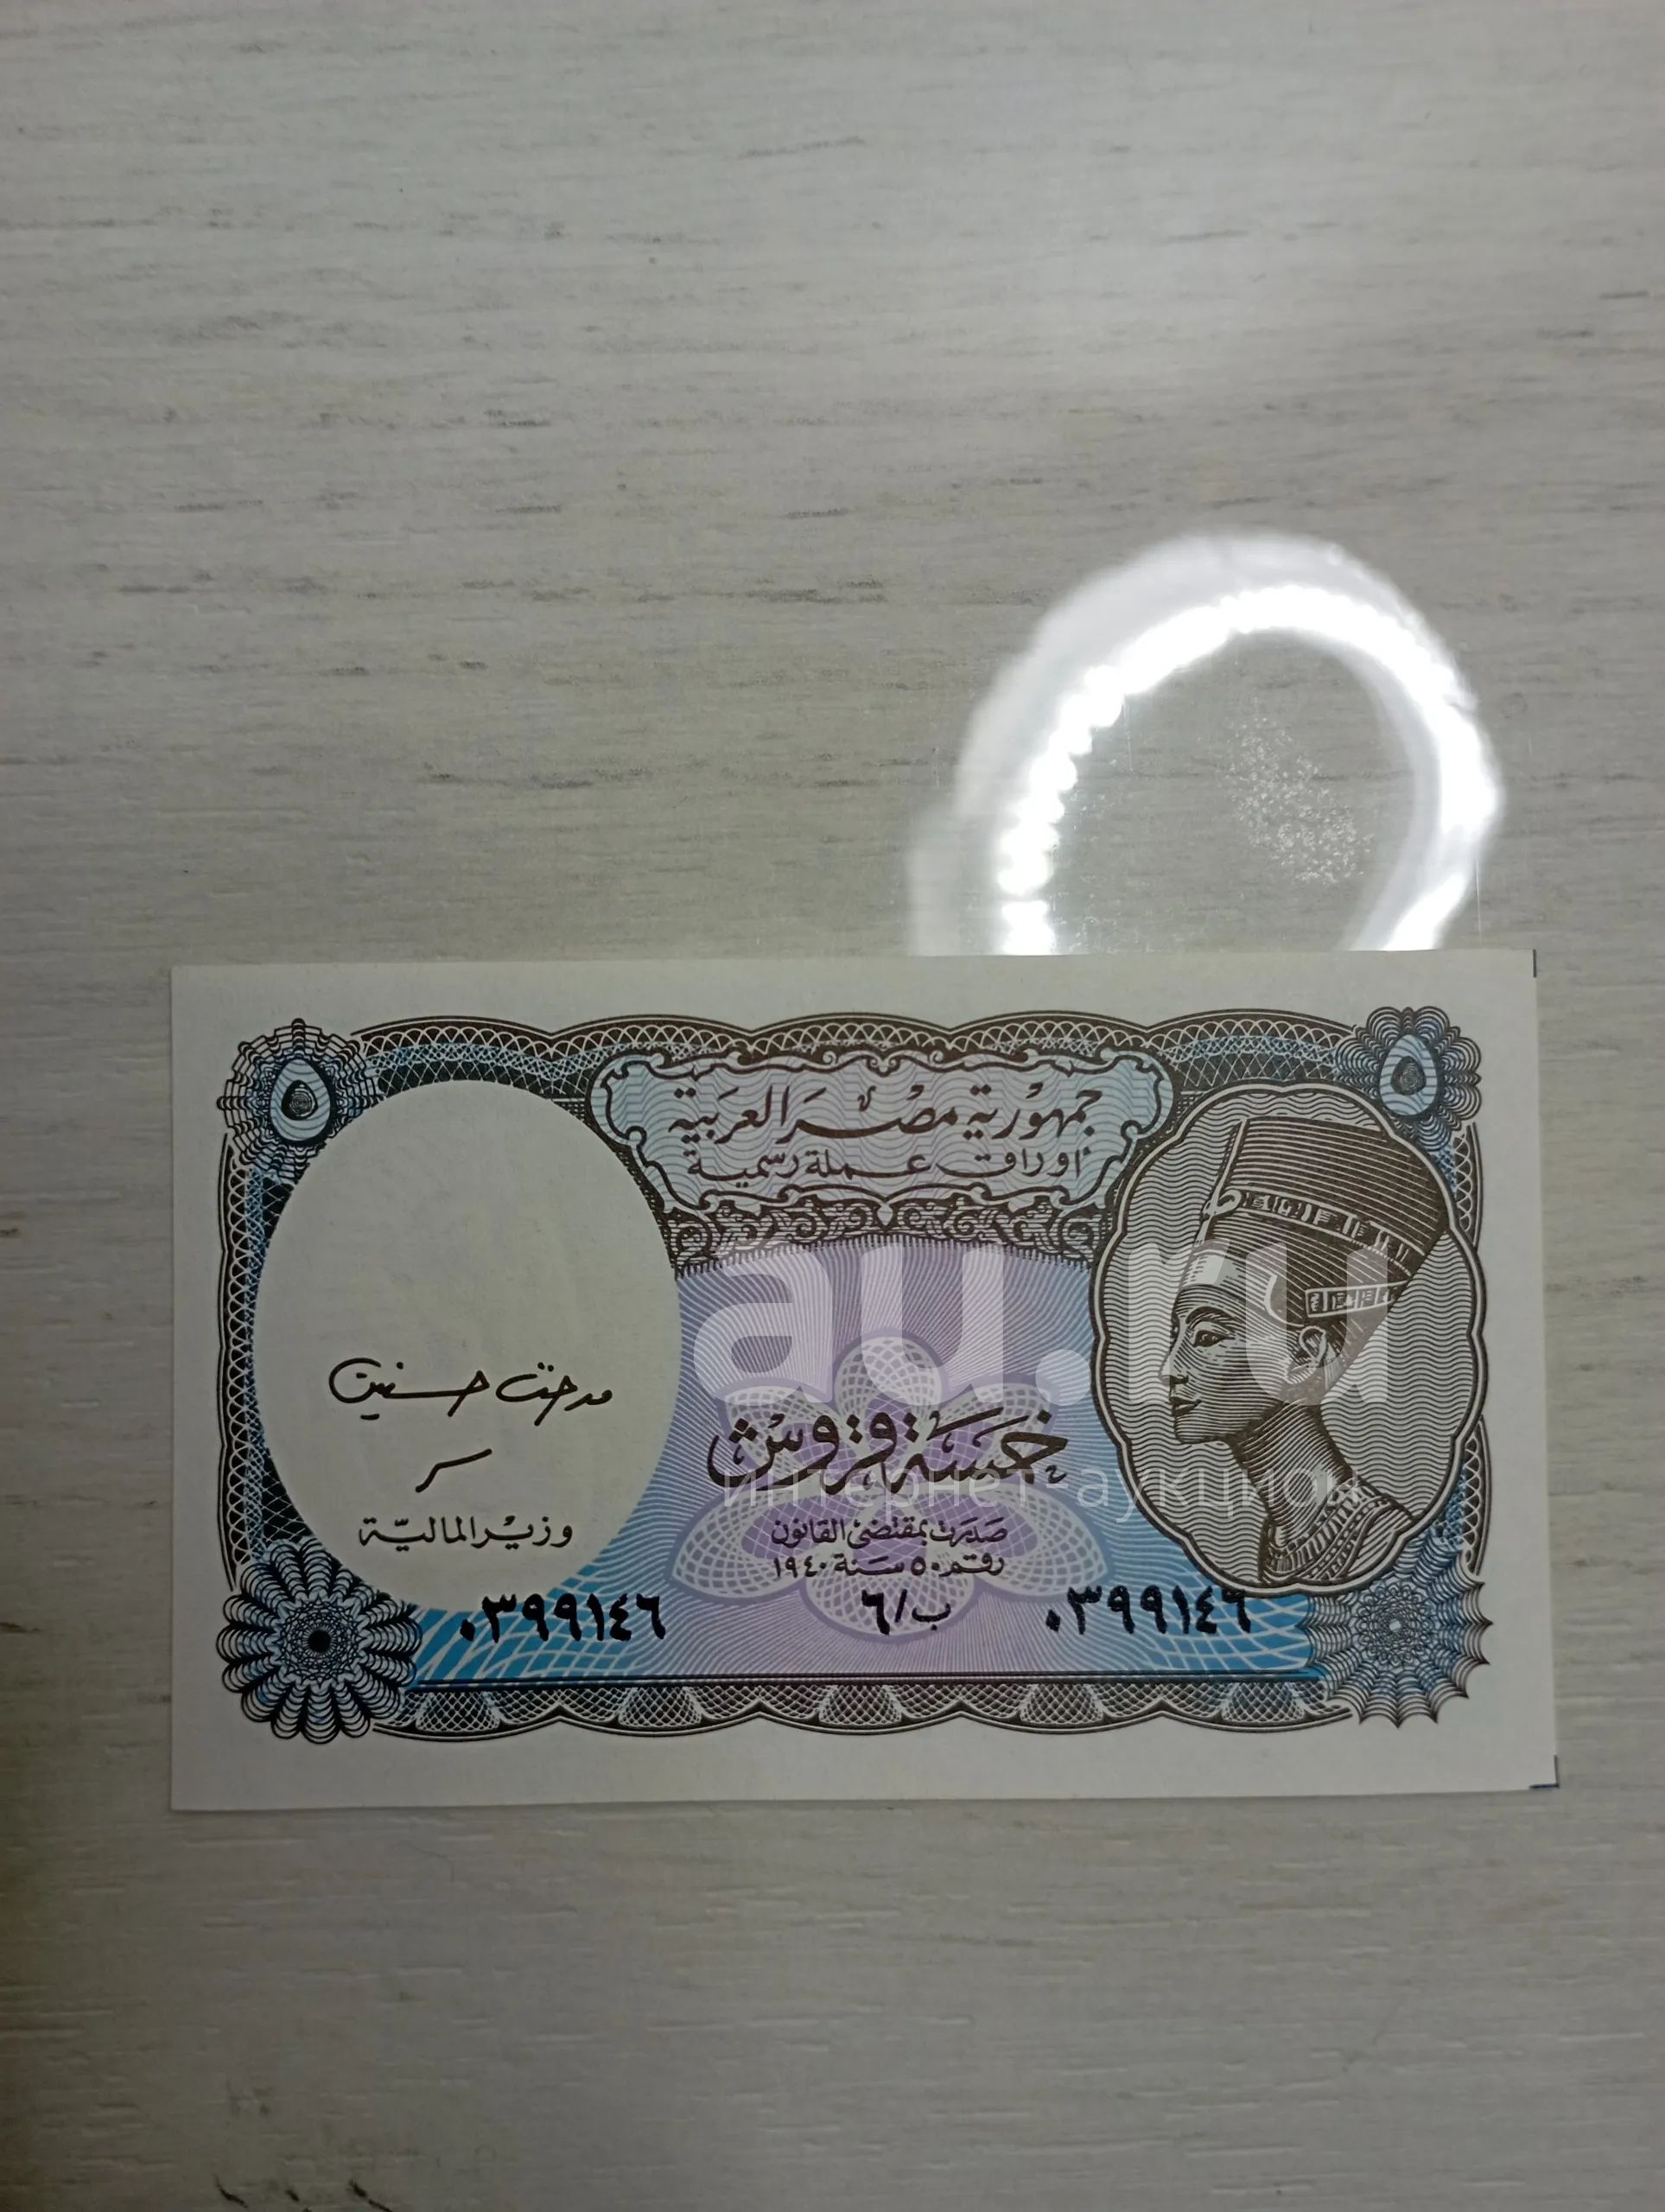 ٥
٥
جمهورية مصر العربية
أوراق عملة رسمية
au.ru
خمسة قروش
интернет-аукцион
مدحت حسنين
وزير المالية
صدرت بمقتضى القانون
رقم ٥٠ سنة ١٩٤٠
٠٣٩٩١٤٦
ب/٦
٠٣٩٩١٤٦